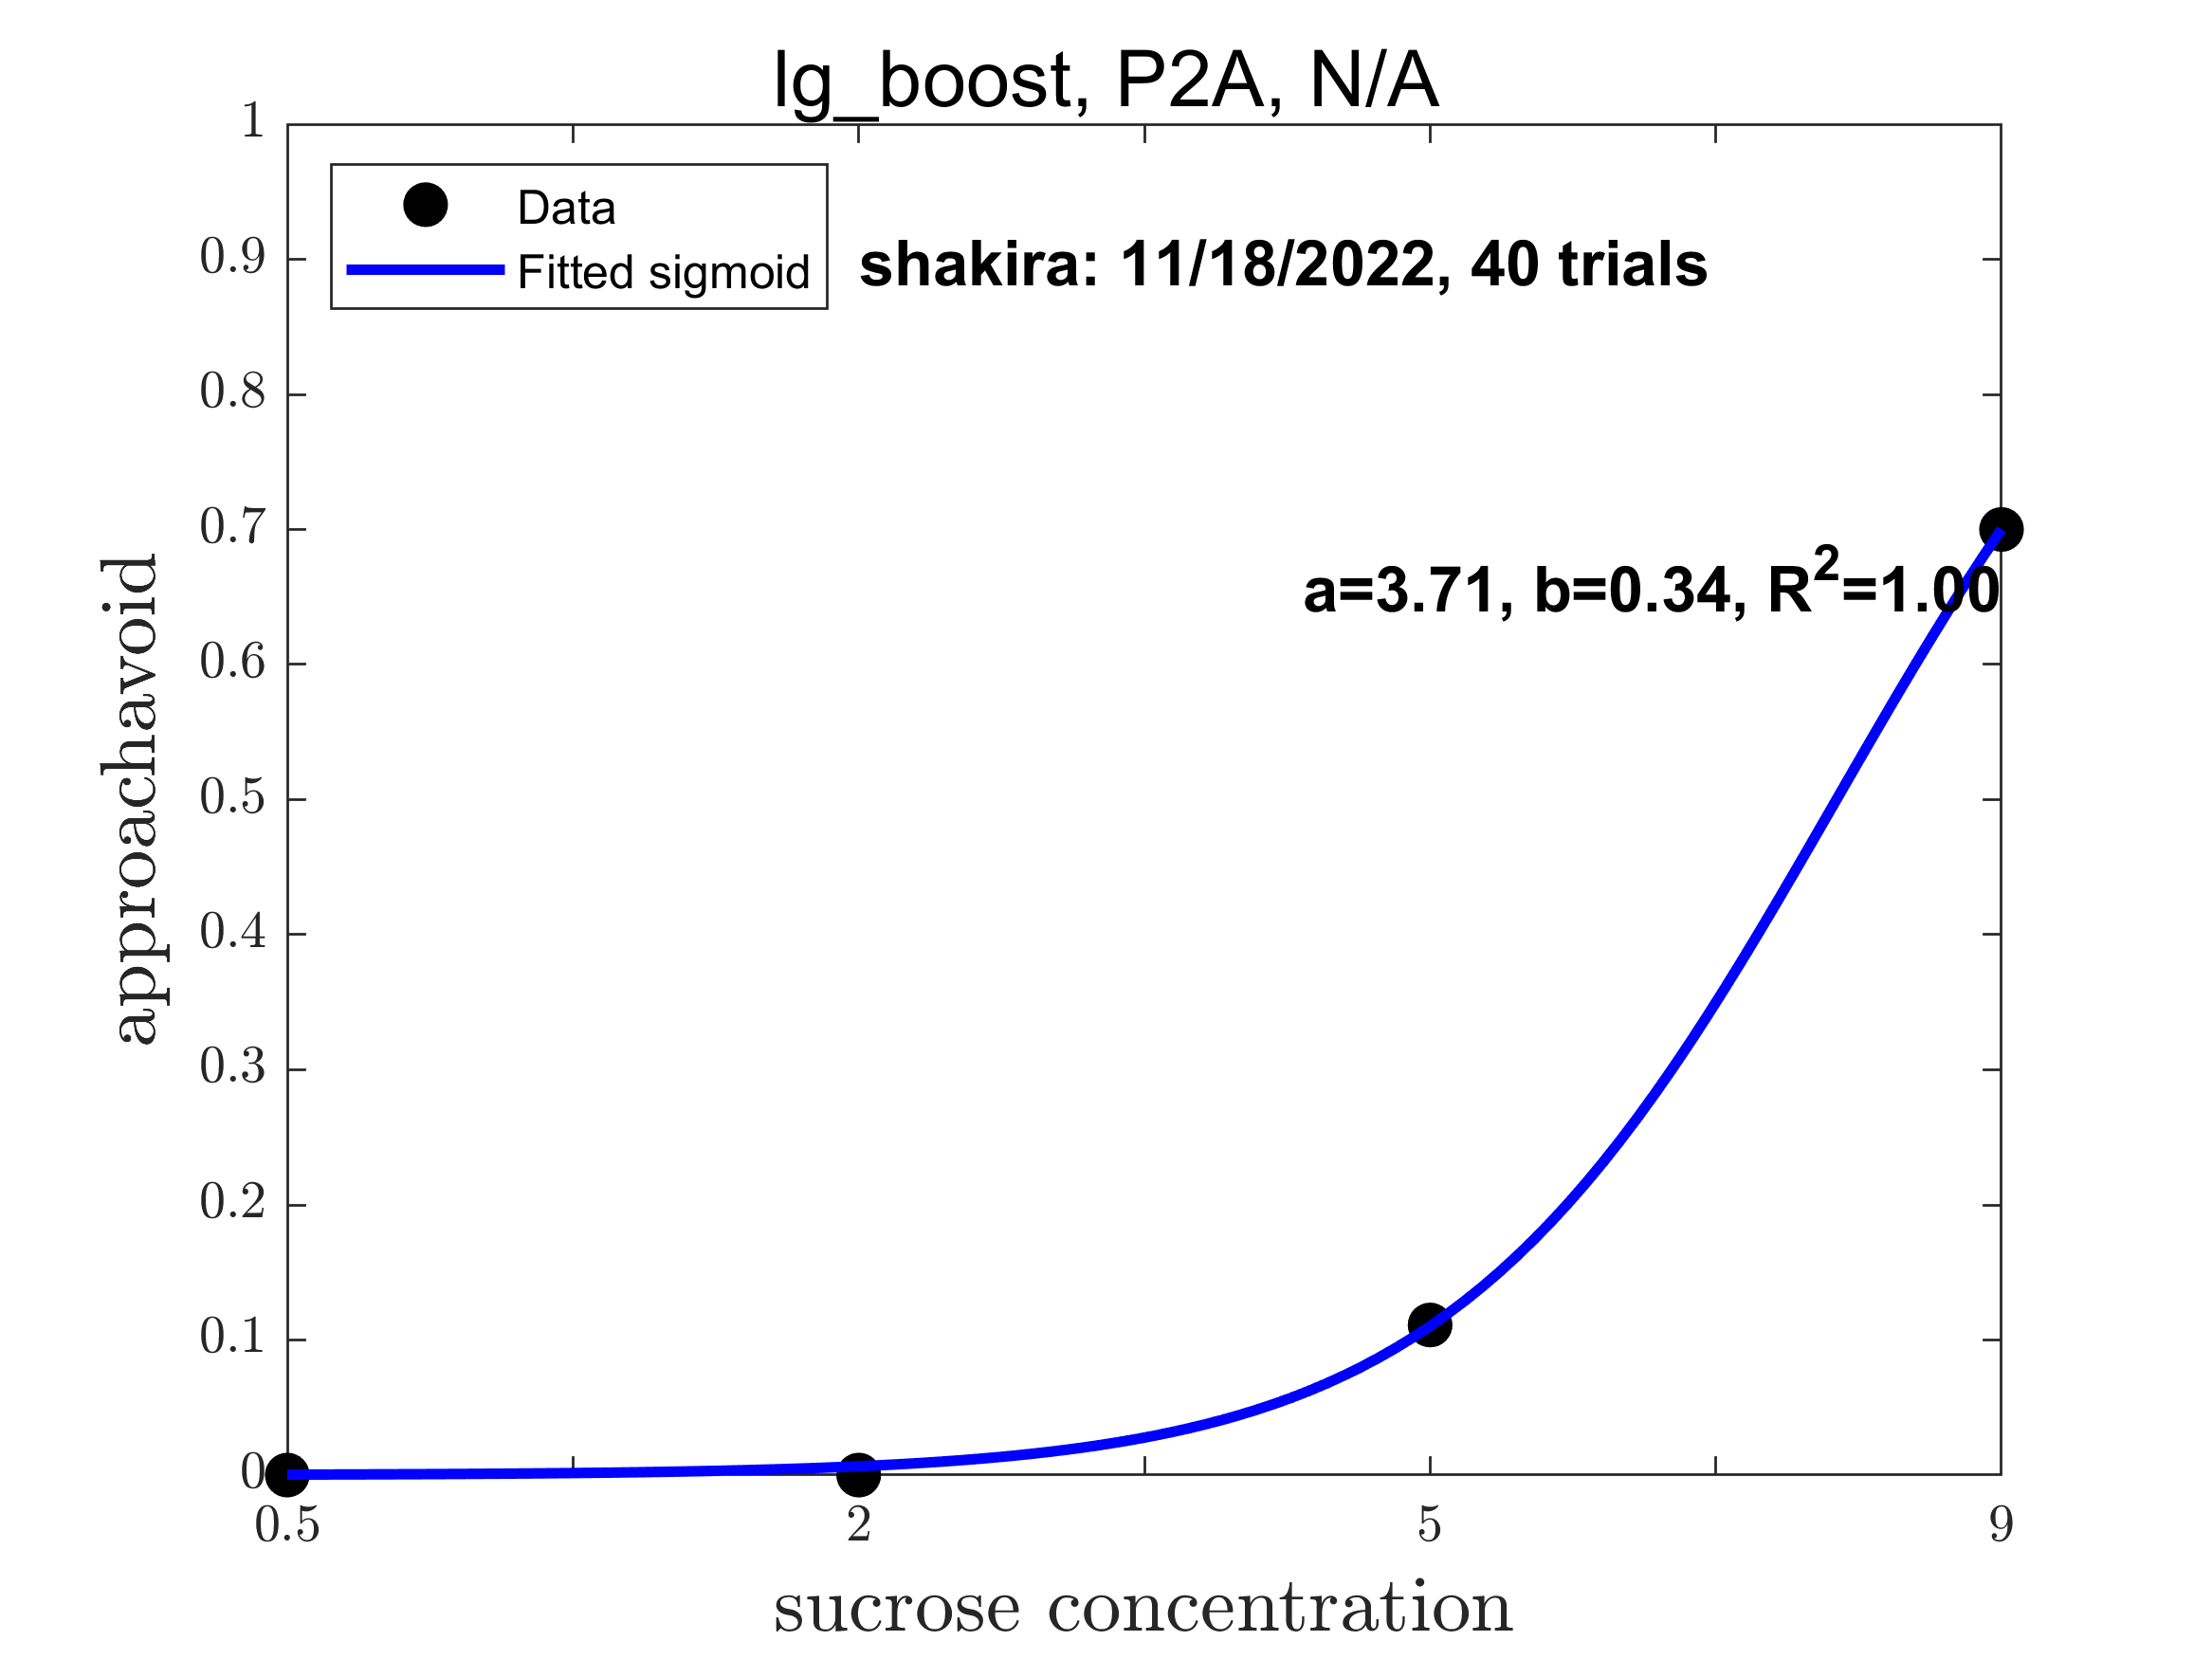 lg_boost, P2A, N/A
Data
Fitted sigmoid
shakira: 11/18/2022, 40 trials
a=3.71, b=0.34, R²=1.00
approachavoid
1
0.9
0.8
0.7
0.6
0.5
0.4
0.3
0.2
0.1
0
0.5 2 5 9
sucrose concentration